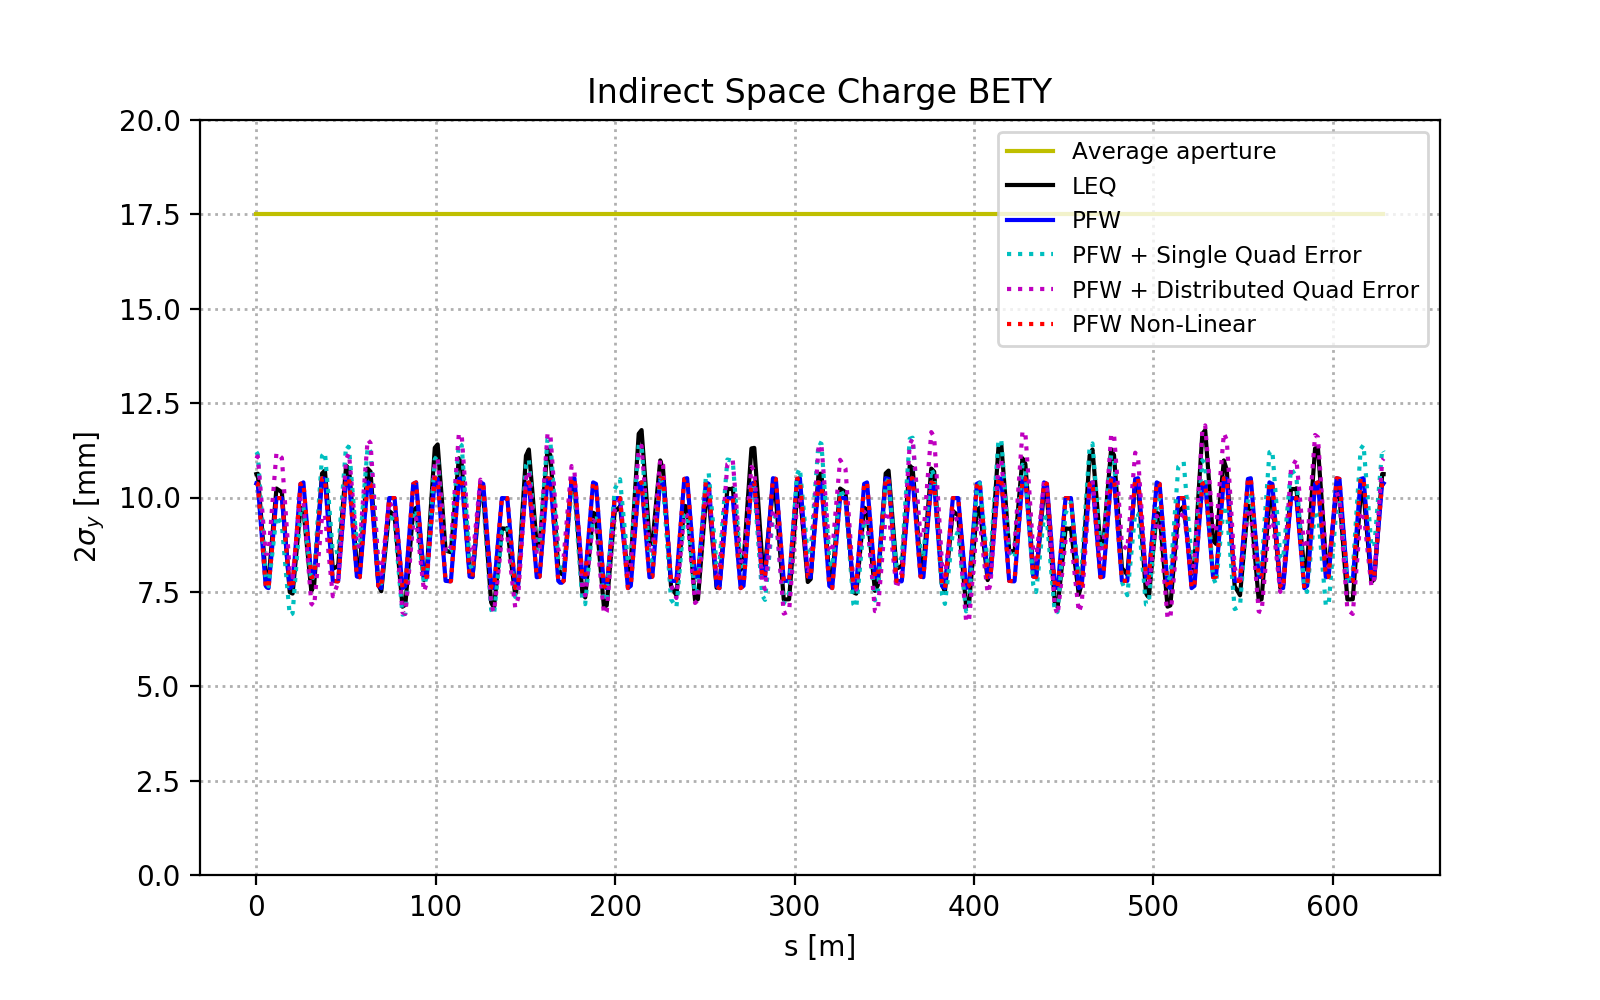 Indirect Space Charge BETY
20.0
17.5
15.0
12.5
10.0
7.5
5.0
2.5
0.0
2σy [mm]
Average aperture
LEQ
PFW
PFW + Single Quad Error
PFW + Distributed Quad Error
PFW Non-Linear
0 100 200 300 400 500 600
s [m]